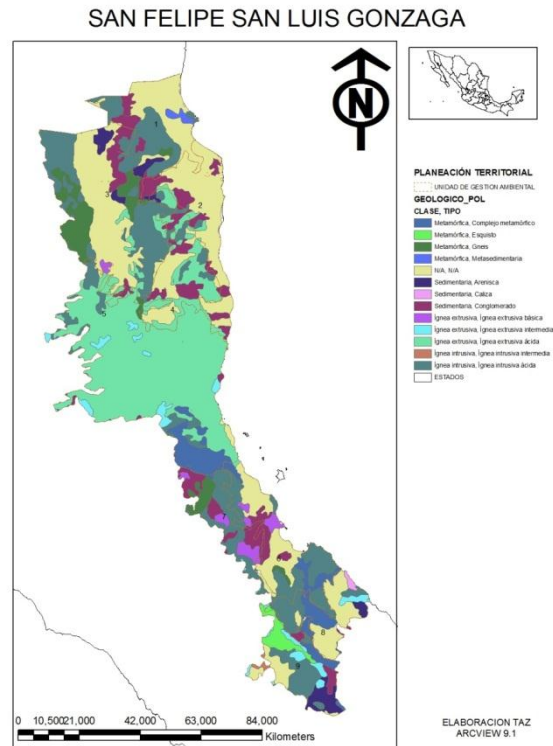 SAN FELIPE SAN LUIS GONZAGA
N
PLANEACIÓN TERRITORIAL
UNIDAD DE GESTION AMBIENTAL
GEOLOGICO_POL
CLASE, TIPO
Metamórfica, Complejo metamórfico
Metamórfica, Esquisto
Metamórfica, Gneis
Metamórfica, Metasedimentaria
N/A, N/A
Sedimentaria, Arenisca
Sedimentaria, Caliza
Sedimentaria, Conglomerado
Ígnea extrusiva, Ígnea extrusiva básica
Ígnea extrusiva, Ígnea extrusiva intermedia
Ígnea extrusiva, Ígnea extrusiva ácida
Ígnea intrusiva, Ígnea intrusiva intermedia
Ígnea intrusiva, Ígnea intrusiva ácida
ESTADOS
1
2
3
4
5
8
9
0 10,50021,000 42,000 63,000 84,000
Kilometers
ELABORACION TAZ
ARCVIEW 9.1